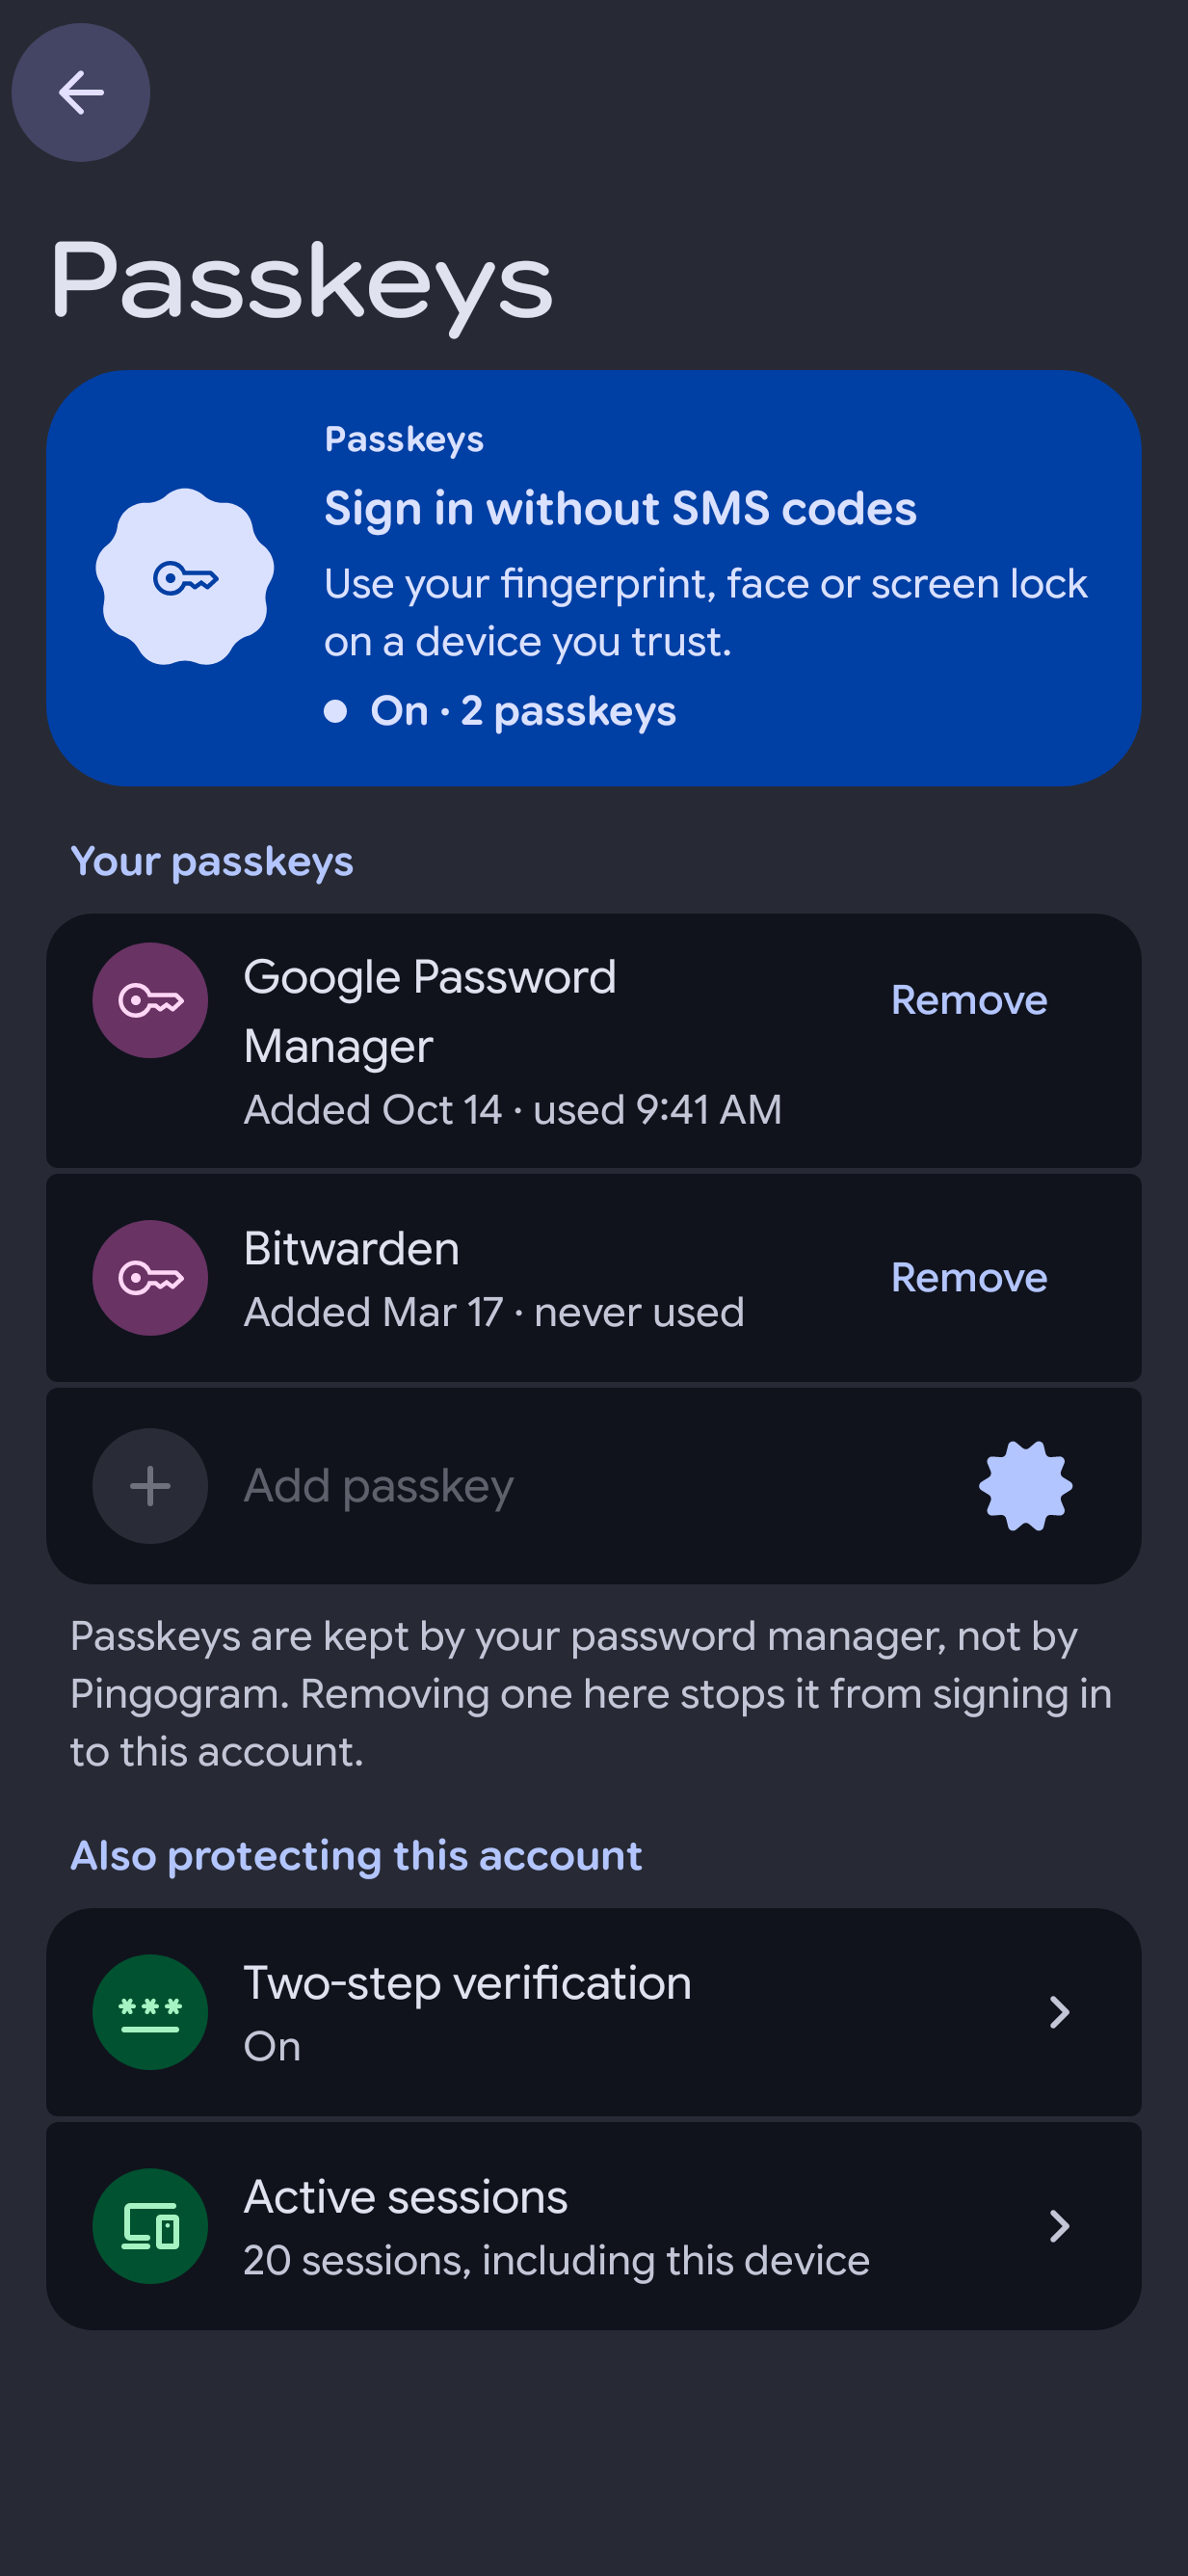 Passkeys
Passkeys
Sign in without SMS codes
Use your fingerprint, face or screen lock
on a device you trust.
On · 2 passkeys
Your passkeys
Google Password
Manager
Added Oct 14 · used 9:41 AM
Remove
Bitwarden
Added Mar 17 · never used
Remove
Add passkey
Passkeys are kept by your password manager, not by
Pingogram. Removing one here stops it from signing in
to this account.
Also protecting this account
Two-step verification
On
Active sessions
20 sessions, including this device